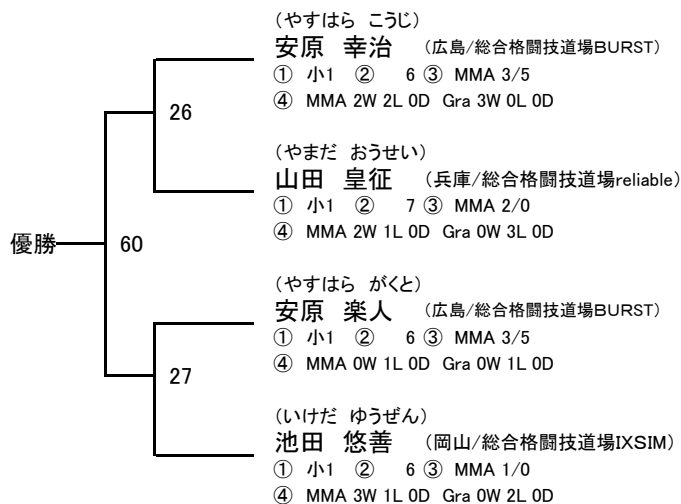 （やすはら こうじ）
安原 幸治 （広島/総合格闘技道場BURST）
① 小1 ② 6 ③ MMA 3/5
④ MMA 2W 2L 0D Gra 3W 0L 0D
26
（やまだ おうせい）
山田 皇征 （兵庫/総合格闘技道場reliable）
① 小1 ② 7 ③ MMA 2/0
④ MMA 2W 1L 0D Gra 0W 3L 0D
優勝 60
（やすはら がくと）
安原 楽人 （広島/総合格闘技道場BURST）
① 小1 ② 6 ③ MMA 3/5
④ MMA 0W 1L 0D Gra 0W 1L 0D
27
（いけだ ゆうぜん）
池田 悠善 （岡山/総合格闘技道場IXSIM）
① 小1 ② 6 ③ MMA 1/0
④ MMA 3W 1L 0D Gra 0W 2L 0D